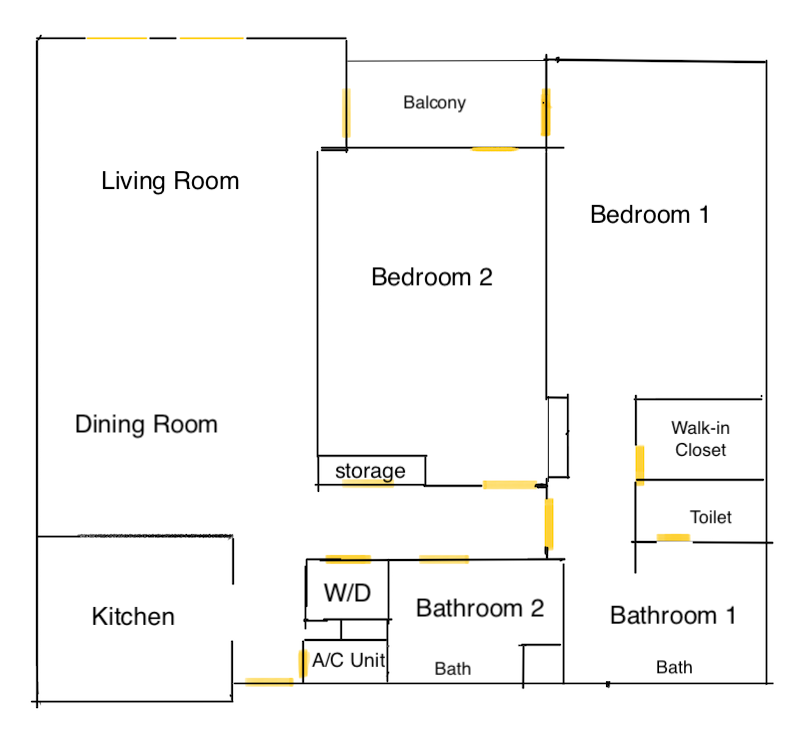 Balcony
Living Room
Bedroom 1
Bedroom 2
Dining Room
Walk-in
Closet
storage
Toilet
W/D
Kitchen
Bathroom 2
Bathroom 1
A/C Unit
Bath
Bath